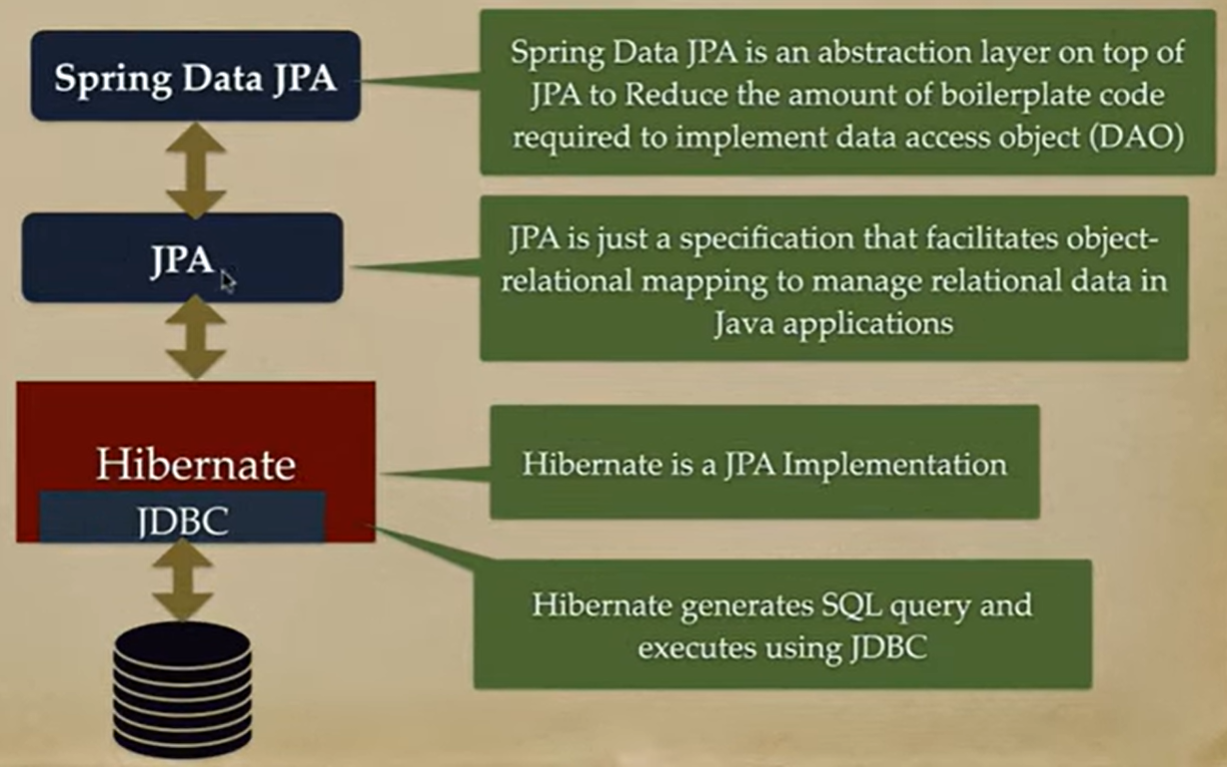 Spring Data JPA
Spring Data JPA is an abstraction layer on top of
JPA to Reduce the amount of boilerplate code
required to implement data access object (DAO)
JPA
JPA is just a specification that facilitates object-
relational mapping to manage relational data in
Java applications
Hibernate
JDBC
Hibernate is a JPA Implementation
Hibernate generates SQL query and
executes using JDBC